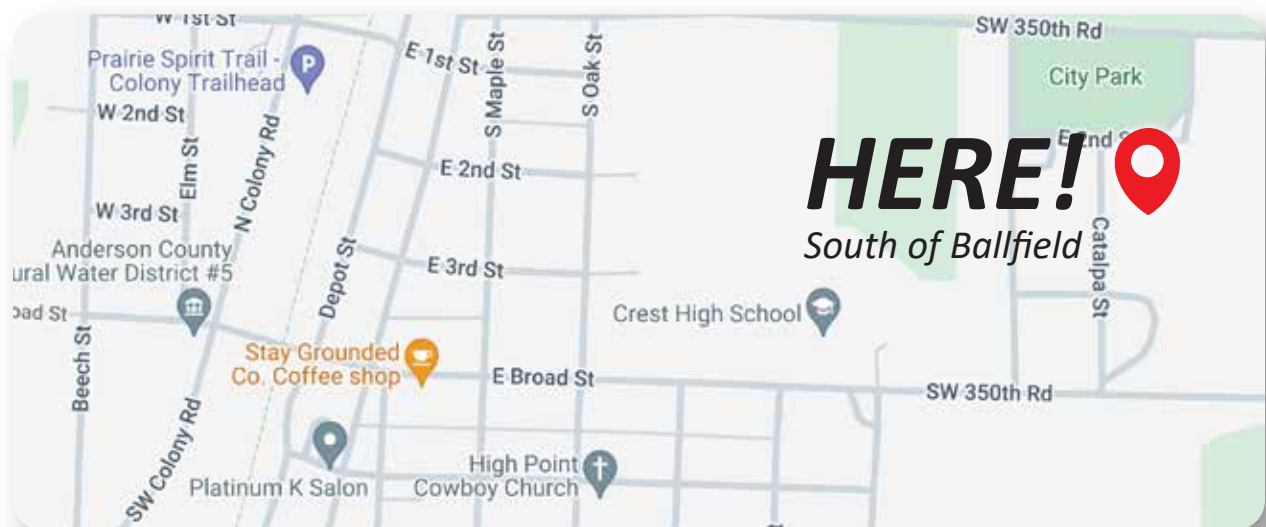 W 1st St
SW 350th Rd
Prairie Spirit Trail -
Colony Trailhead
P
E 1st St
S Maple St
S Oak St
City Park
W 2nd St
Elm St
N Colony Rd
E 2nd St
E 2nd S
HERE!
South of Ballfield
W 3rd St
Anderson County
ural Water District #5
Depot St
E 3rd St
Catalpa St
oad St
Crest High School
Beech St
Stay Grounded
Co. Coffee shop
E Broad St
SW 350th Rd
SW Colony Rd
Platinum K Salon
High Point
Cowboy Church